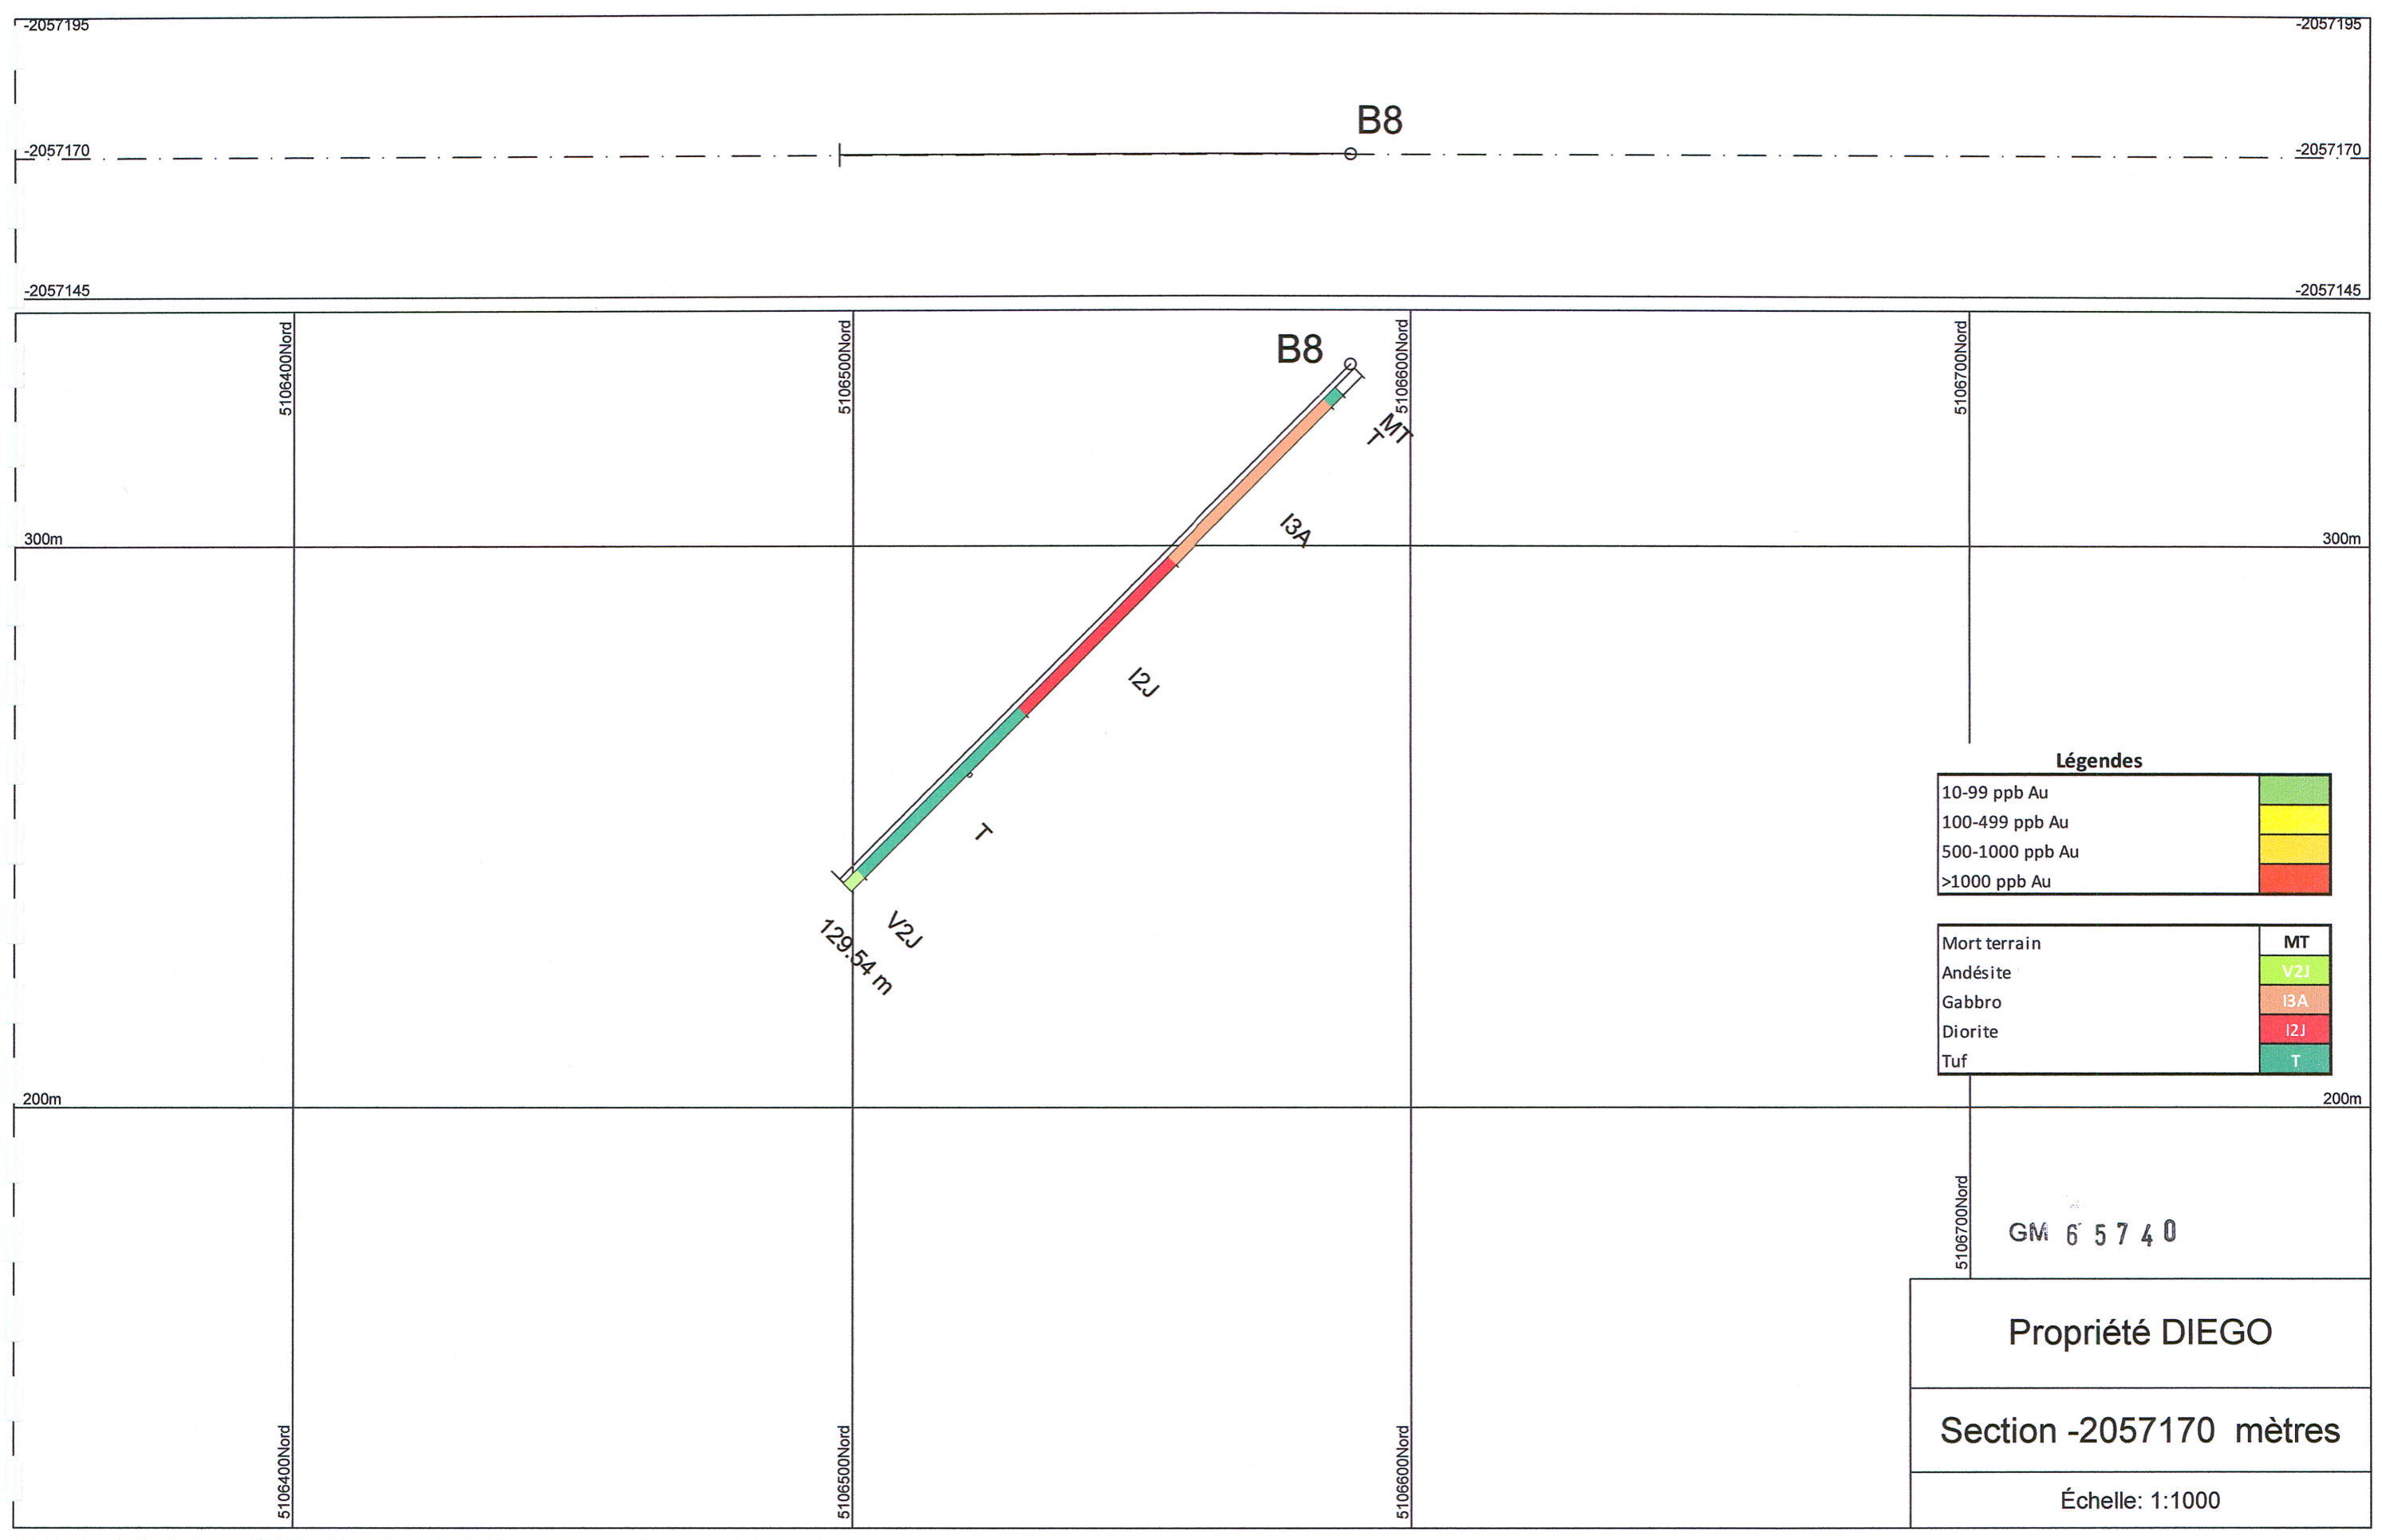 -2057195
-2057195
B8
-2057170
-2057170
-2057145
-2057145
5106400Nord
5106500Nord
B8
5106600Nord
5106700Nord
MT
T
I3A
300m
300m
I2J
T
V2J
129.54 m
Légendes
10-99 ppb Au
100-499 ppb Au
500-1000 ppb Au
>1000 ppb Au
Mort terrain MT
Andésite V2J
Gabbro I3A
Diorite I2J
Tuf T
200m
200m
5106700Nord
GM 65740
Propriété DIEGO
Section -2057170 mètres
Échelle: 1:1000
5106400Nord
5106500Nord
5106600Nord